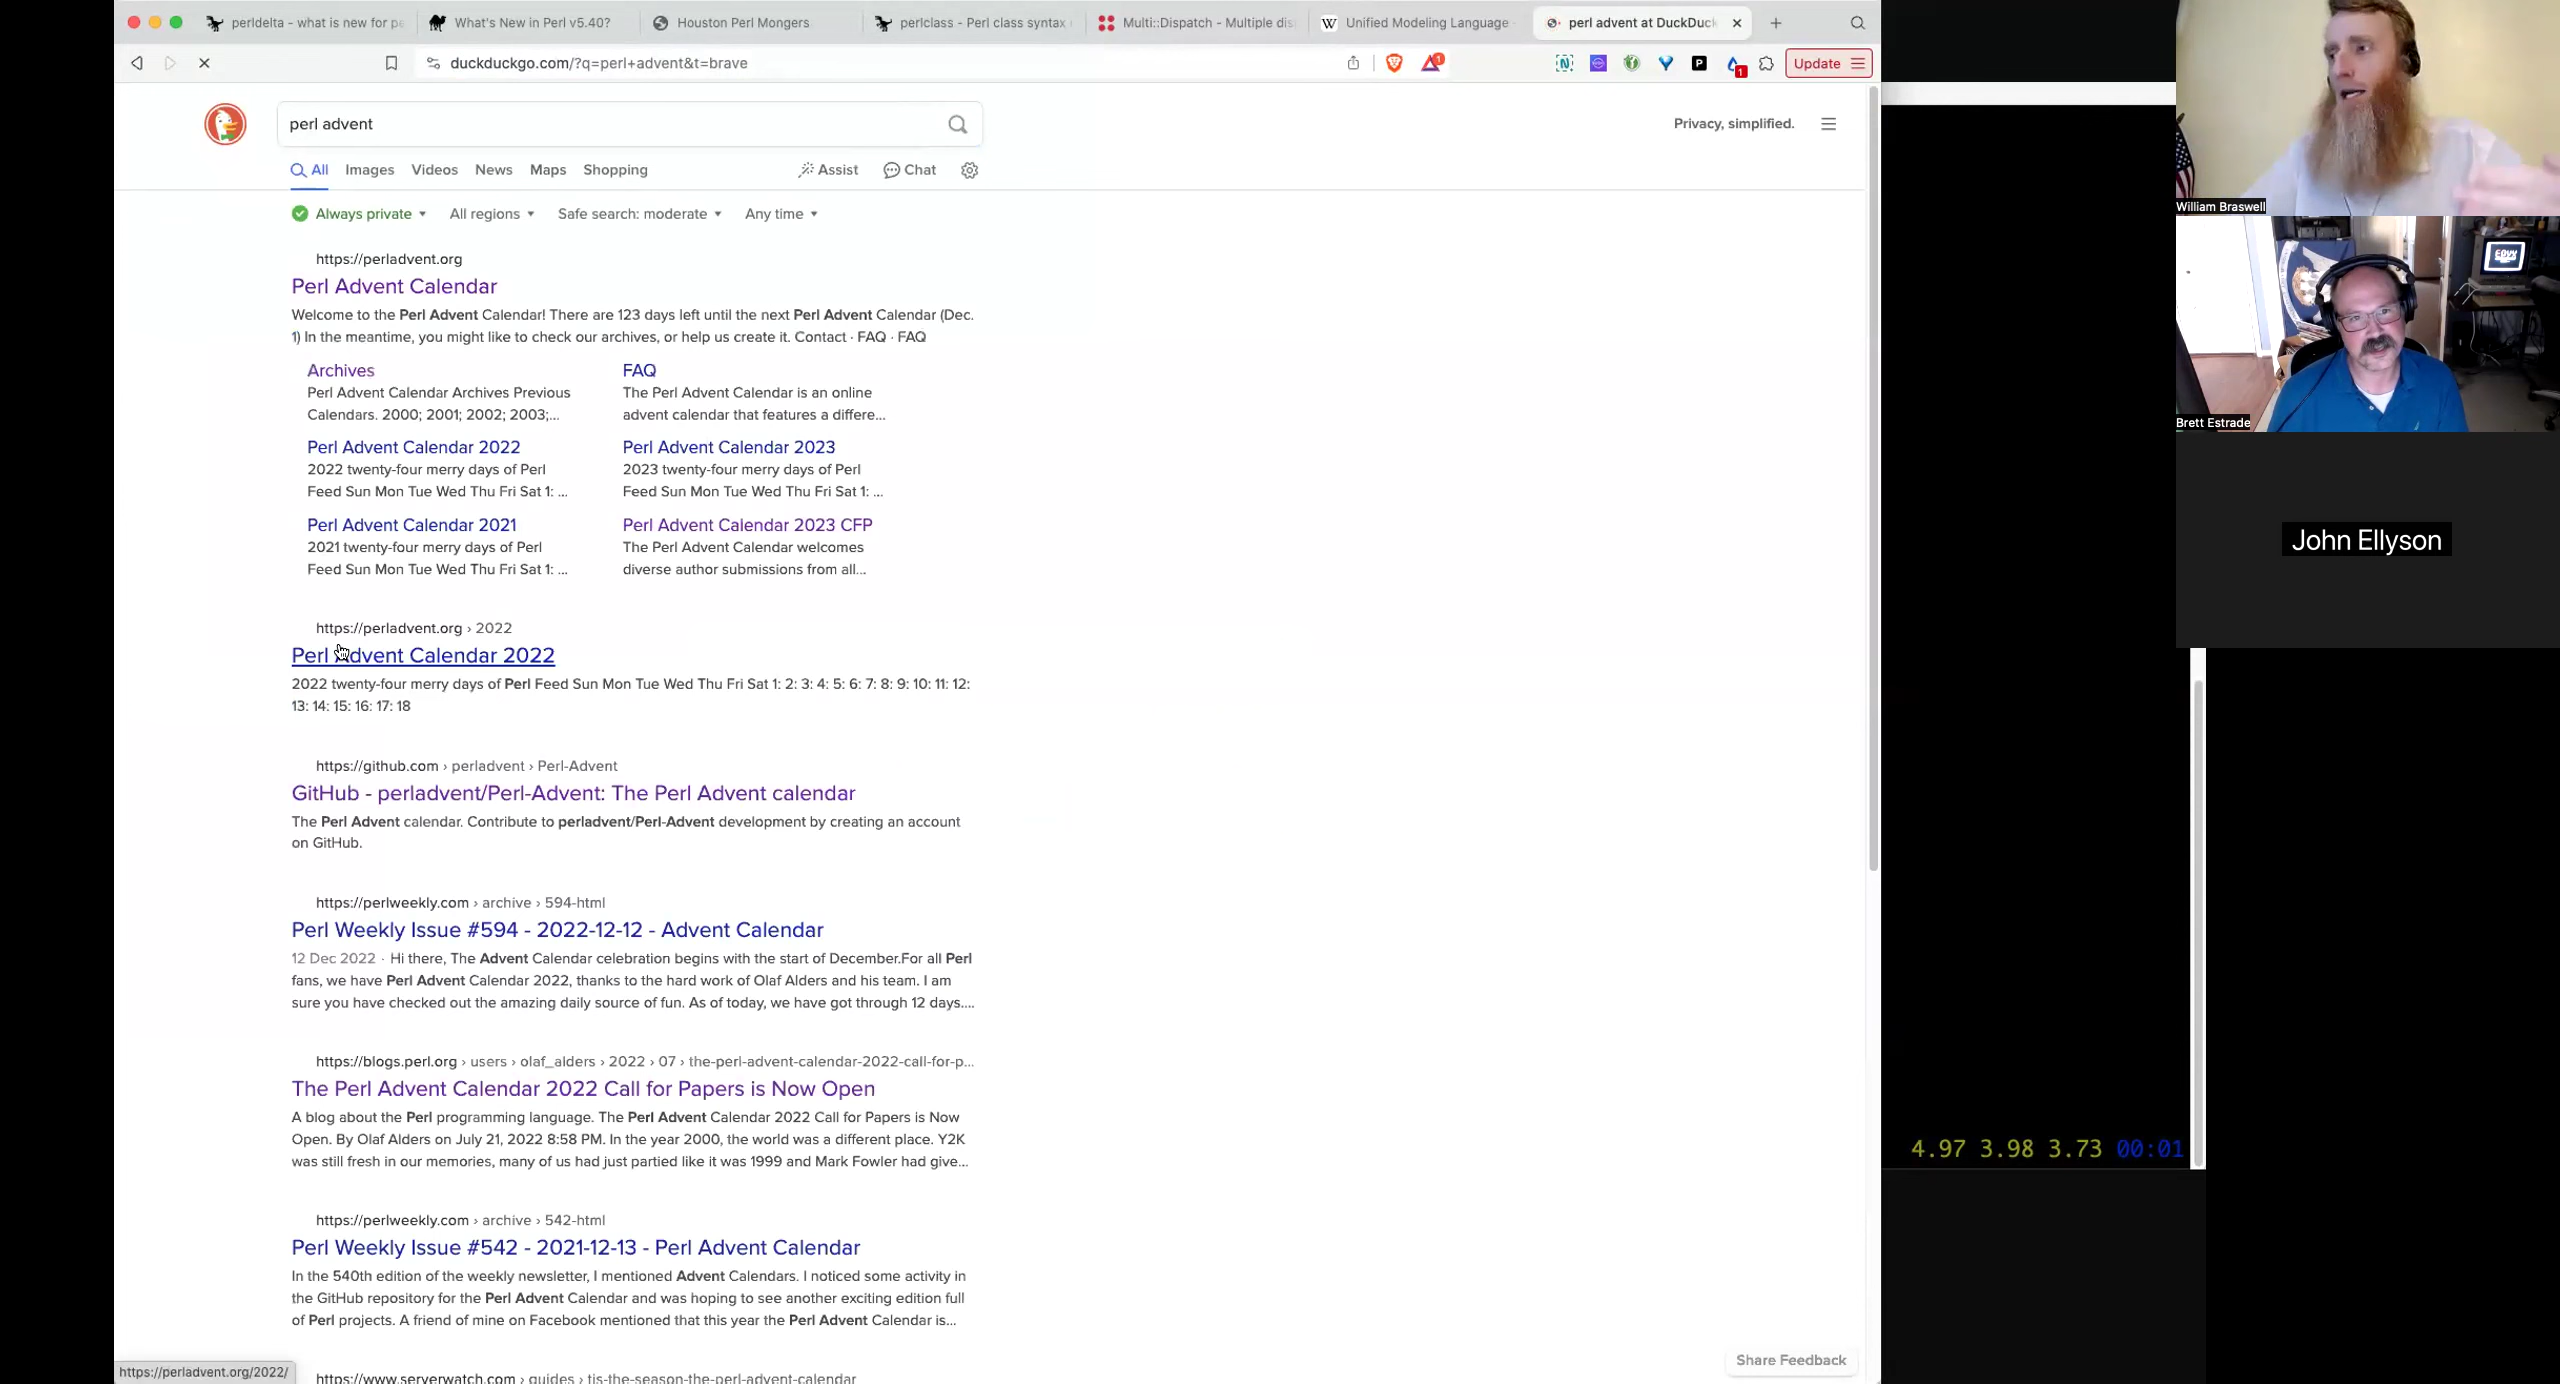 perldelta - what is new for pe
What's New in Perl v5.40?
Houston Perl Mongers
perlclass - Perl class syntax
Multi::Dispatch - Multiple dis
Unified Modeling Language -
perl advent at DuckDuck
duckduckgo.com/?q=perl+advent&t=brave
1
N
P
1
Update
perl advent
Privacy, simplified.
All
Images
Videos
News
Maps
Shopping
Assist
Chat
Always private
All regions
Safe search: moderate
Any time
https://perladvent.org
Perl Advent Calendar
Welcome to the Perl Advent Calendar! There are 123 days left until the next Perl Advent Calendar (Dec.
1) In the meantime, you might like to check our archives, or help us create it. Contact · FAQ · FAQ
Archives
Perl Advent Calendar Archives Previous
Calendars. 2000; 2001; 2002; 2003;...
FAQ
The Perl Advent Calendar is an online
advent calendar that features a differe...
Perl Advent Calendar 2022
2022 twenty-four merry days of Perl
Feed Sun Mon Tue Wed Thu Fri Sat 1: ...
Perl Advent Calendar 2023
2023 twenty-four merry days of Perl
Feed Sun Mon Tue Wed Thu Fri Sat 1: ...
Perl Advent Calendar 2021
2021 twenty-four merry days of Perl
Feed Sun Mon Tue Wed Thu Fri Sat 1: ...
Perl Advent Calendar 2023 CFP
The Perl Advent Calendar welcomes
diverse author submissions from all...
https://perladvent.org › 2022
Perl Advent Calendar 2022
2022 twenty-four merry days of Perl Feed Sun Mon Tue Wed Thu Fri Sat 1: 2: 3: 4: 5: 6: 7: 8: 9: 10: 11: 12:
13: 14: 15: 16: 17: 18
https://github.com › perladvent › Perl-Advent
GitHub - perladvent/Perl-Advent: The Perl Advent calendar
The Perl Advent calendar. Contribute to perladvent/Perl-Advent development by creating an account
on GitHub.
https://perlweekly.com › archive › 594-html
Perl Weekly Issue #594 - 2022-12-12 - Advent Calendar
12 Dec 2022 · Hi there, The Advent Calendar celebration begins with the start of December.For all Perl
fans, we have Perl Advent Calendar 2022, thanks to the hard work of Olaf Alders and his team. I am
sure you have checked out the amazing daily source of fun. As of today, we have got through 12 days....
https://blogs.perl.org › users › olaf_alders › 2022 › 07 › the-perl-advent-calendar-2022-call-for-p...
The Perl Advent Calendar 2022 Call for Papers is Now Open
A blog about the Perl programming language. The Perl Advent Calendar 2022 Call for Papers is Now
Open. By Olaf Alders on July 21, 2022 8:58 PM. In the year 2000, the world was a different place. Y2K
was still fresh in our memories, many of us had just partied like it was 1999 and Mark Fowler had give...
https://perlweekly.com › archive › 542-html
Perl Weekly Issue #542 - 2021-12-13 - Perl Advent Calendar
In the 540th edition of the weekly newsletter, I mentioned Advent Calendars. I noticed some activity in
the GitHub repository for the Perl Advent Calendar and was hoping to see another exciting edition full
of Perl projects. A friend of mine on Facebook mentioned that this year the Perl Advent Calendar is...
https://www.serverwatch.com › guides › tis-the-season-the-perl-advent-calendar
Share Feedback
https://perladvent.org/2022/
4.97 3.98 3.73 00:01
William Braswell
Brett Estrade
John Ellyson